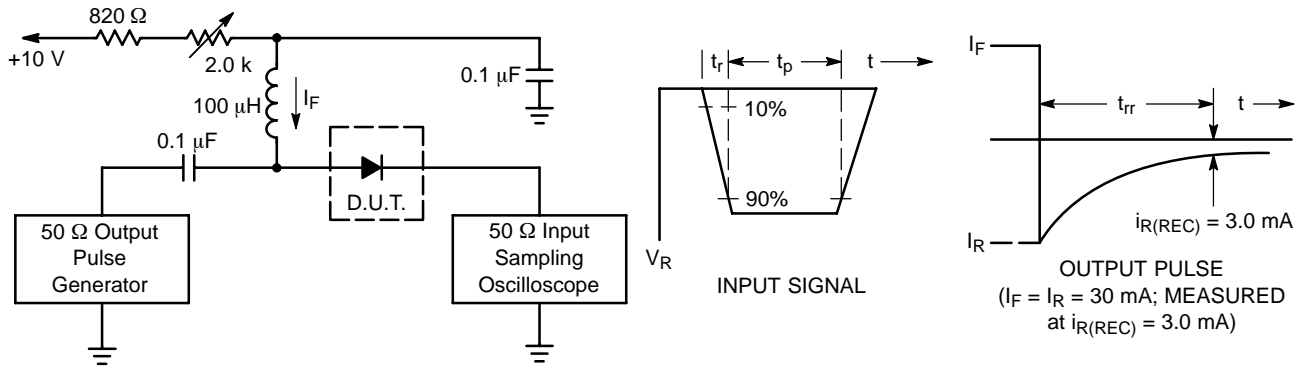 820 Ω
+10 V
2.0 k
100 μH
I_F
0.1 μF
0.1 μF
D.U.T.
50 Ω Output
Pulse
Generator
50 Ω Input
Sampling
Oscilloscope
t_r
t_p
t
10%
90%
V_R
INPUT SIGNAL
I_F
t_rr
t
I_R
i_R(REC) = 3.0 mA
OUTPUT PULSE
(I_F = I_R = 30 mA; MEASURED
at i_R(REC) = 3.0 mA)